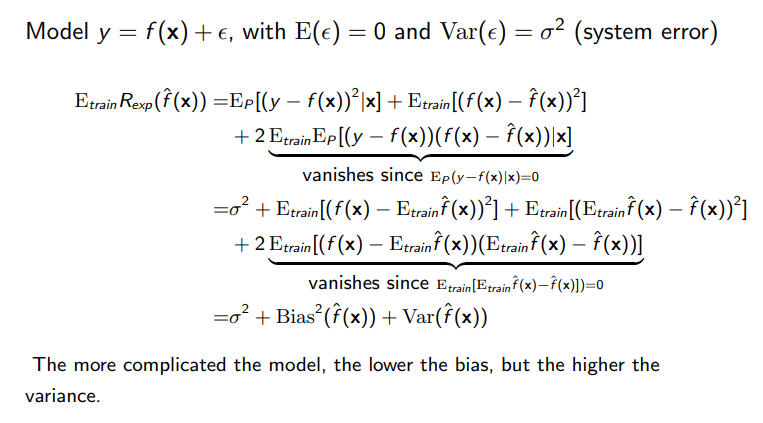 Model y = f(x) + ϵ, with E(ϵ) = 0 and Var(ϵ) = σ² (system error)
E_train R_exp(f̂(x)) =E_P[(y − f(x))²|x] + E_train[(f(x) − f̂(x))²]
+ 2 E_train E_P[(y − f(x))(f(x) − f̂(x))|x]
vanishes since E_P(y−f(x)|x)=0
=σ² + E_train[(f(x) − E_train f̂(x))²] + E_train[(E_train f̂(x) − f̂(x))²]
+ 2 E_train[(f(x) − E_train f̂(x))(E_train f̂(x) − f̂(x))]
vanishes since E_train[E_train f̂(x)−f̂(x)])=0
=σ² + Bias²(f̂(x)) + Var(f̂(x))
The more complicated the model, the lower the bias, but the higher the
variance.